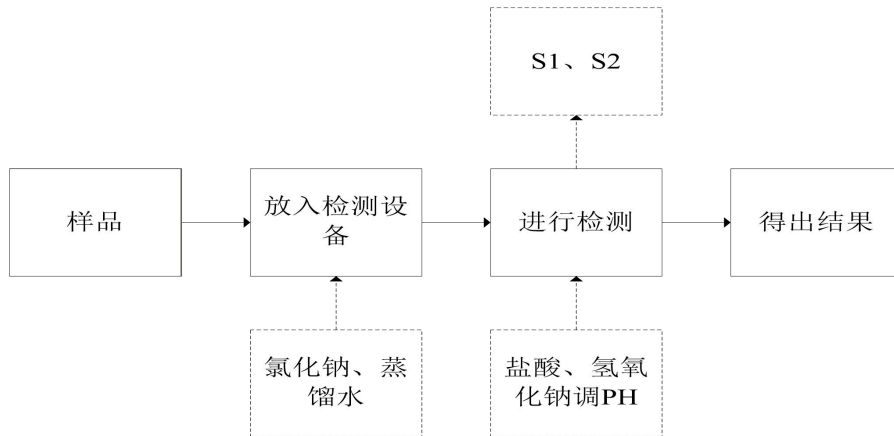 S1、S2
样品
放入检测设
备
进行检测
得出结果
氯化钠、蒸
馏水
盐酸、氢氧
化钠调PH